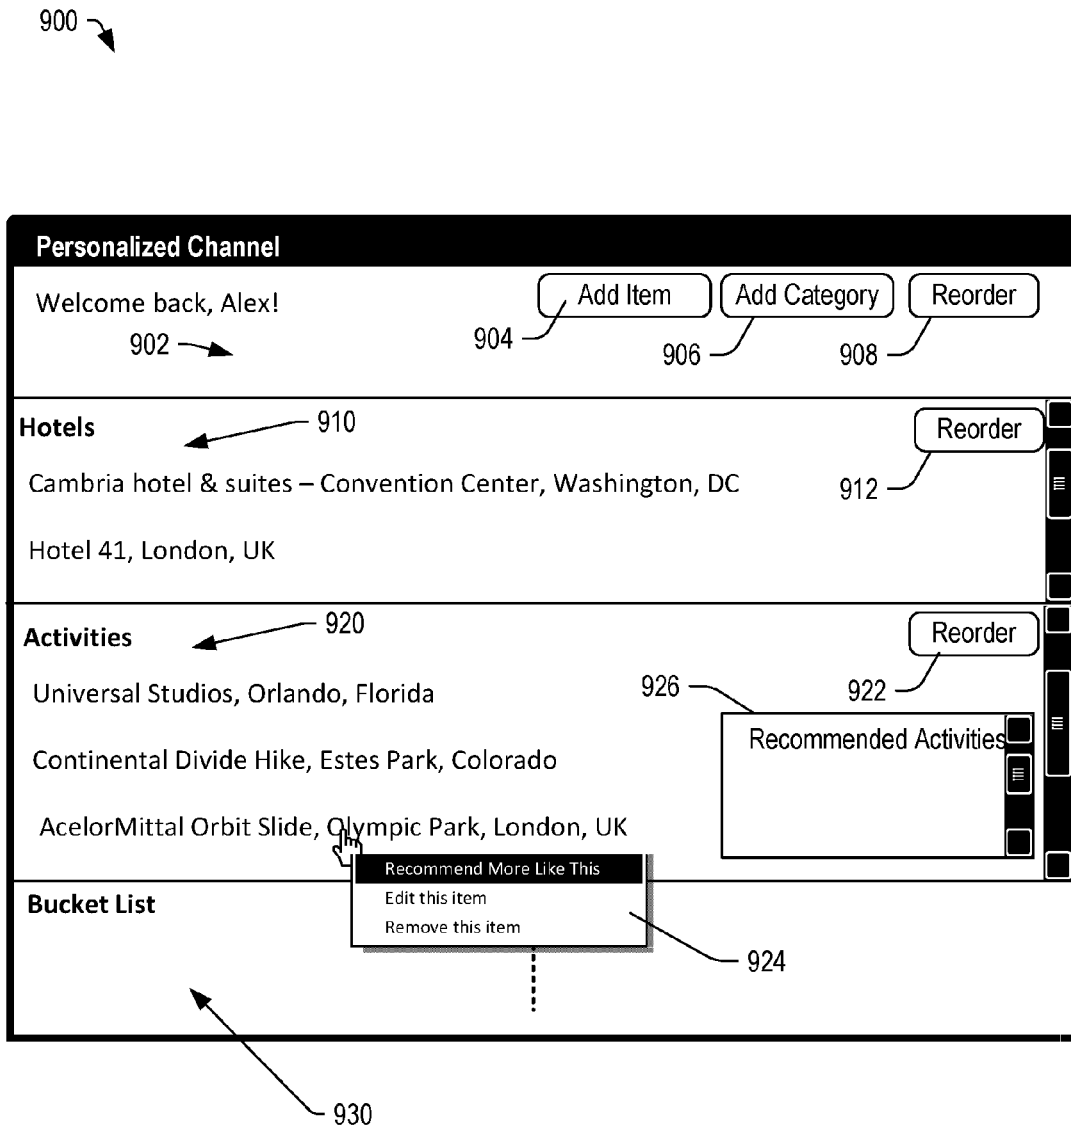 900
Personalized Channel
Welcome back, Alex!
Add Item
Add Category
Reorder
902
904
906
908
Hotels
910
Reorder
Cambria hotel & suites – Convention Center, Washington, DC
912
Hotel 41, London, UK
Activities
920
Reorder
Universal Studios, Orlando, Florida
926
922
Recommended Activities
Continental Divide Hike, Estes Park, Colorado
AcelorMittal Orbit Slide, Olympic Park, London, UK
Recommend More Like This
Edit this item
Remove this item
Bucket List
924
930